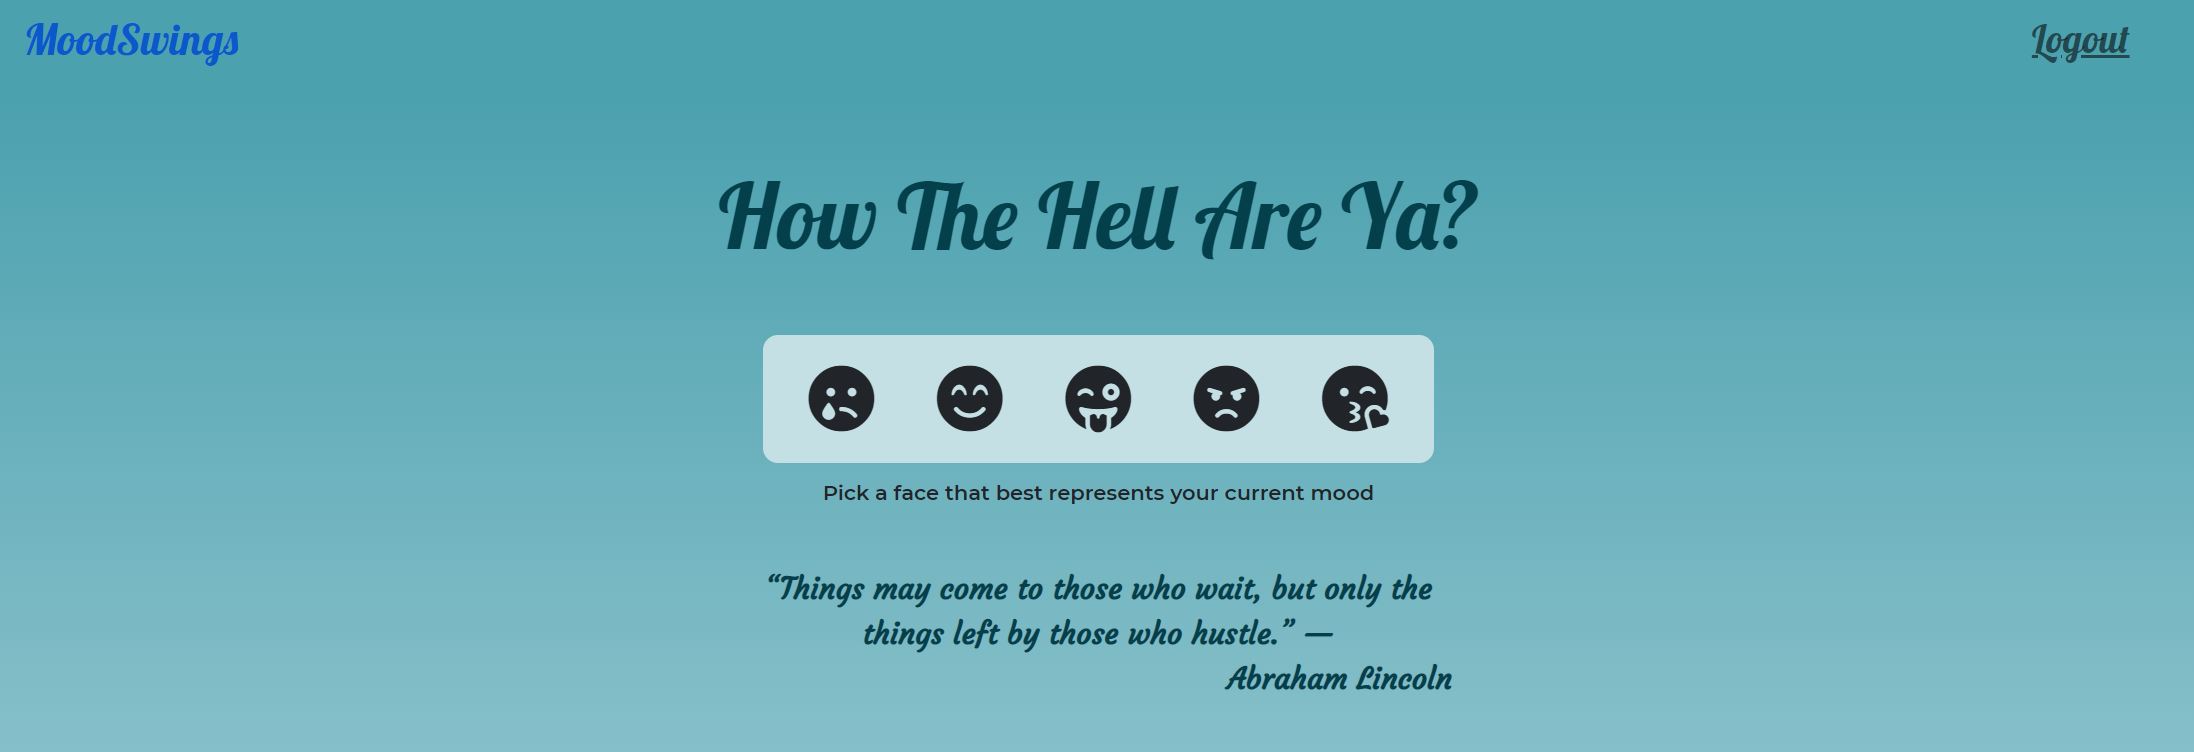 MoodSwings
Logout
How The Hell Are Ya?
Pick a face that best represents your current mood
“Things may come to those who wait, but only the
things left by those who hustle.” —
Abraham Lincoln